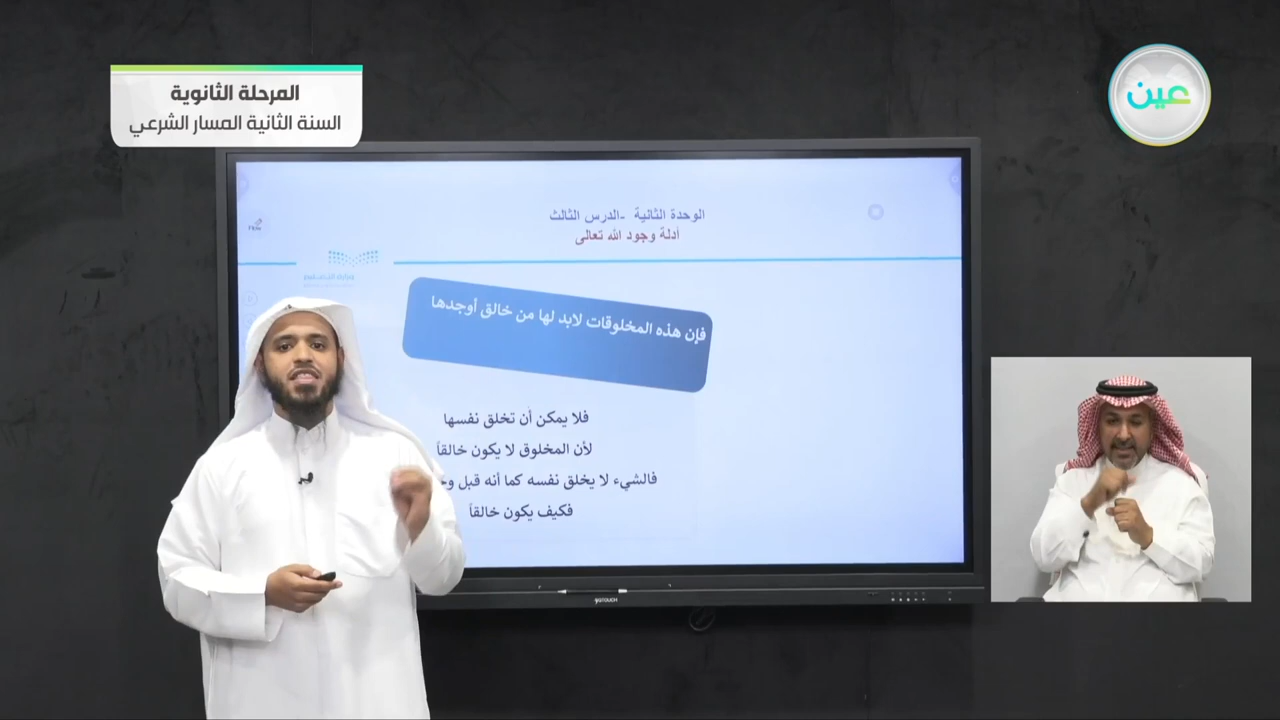 المرحلة الثانوية
السنة الثانية المسار الشرعي
عين
الوحدة الثانية -الدرس الثالث
أدلة وجود الله تعالى
وزارة التعليم
فإن هذه المخلوقات لابد لها من خالق أوجدها
فلا يمكن أن تخلق نفسها
لأن المخلوق لا يكون خالقاً
فالشيء لا يخلق نفسه كما أنه قبل
فكيف يكون خالقاً